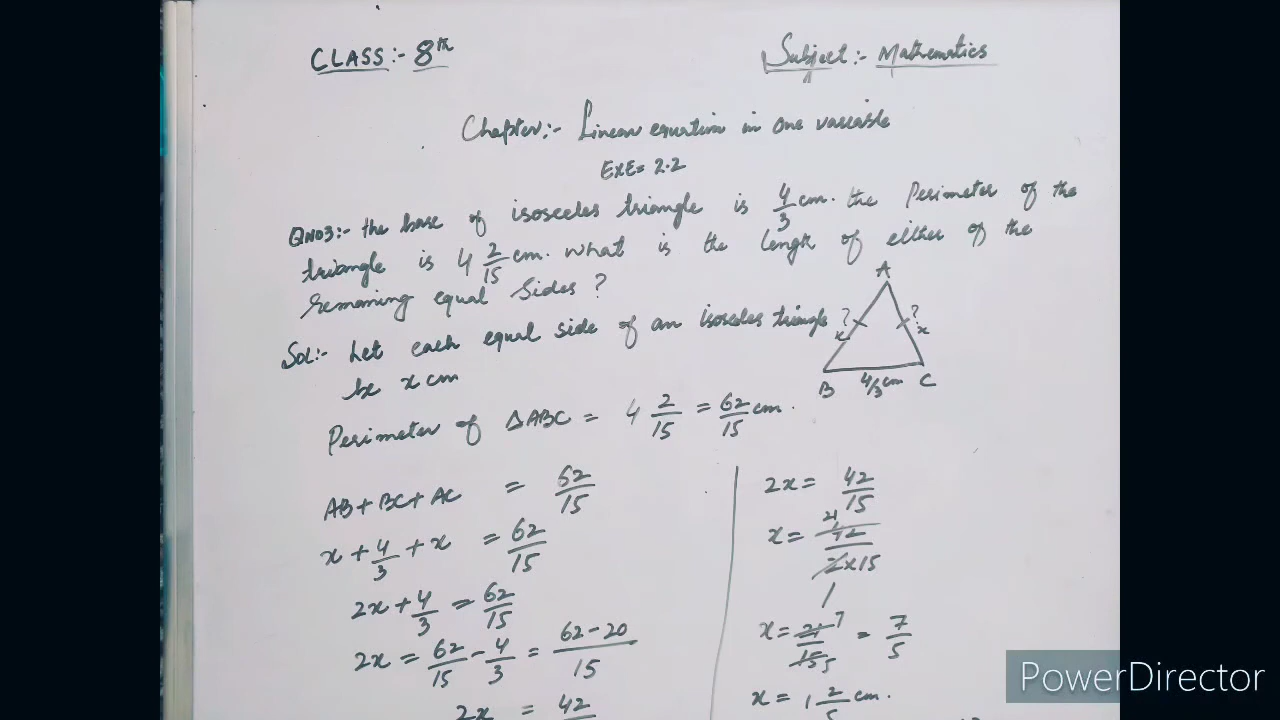 CLASS:- 8th
Subject:- Mathematics
Chapter:- Linear equation in one variable
EXE= 2.2
QNO3:- the base of isosceles triangle is 4/3 cm. the Perimeter of the
triangle is 4 2/15 cm. what is the length of either of the
remaining equal sides ?
Sol:- Let each equal side of an isosceles triangle
be x cm
A
? ?
x x
B 4/3 cm C
Perimeter of ΔABC = 4 2/15 = 62/15 cm.
AB + BC + AC = 62/15
x + 4/3 + x = 62/15
2x + 4/3 = 62/15
2x = 62/15 - 4/3 = 62-20/15
2x = 42
2x = 42/15
x = 42/2x15
21
1
x = 21/15 = 7/5
7
5
x = 1 2/5 cm.
PowerDirector